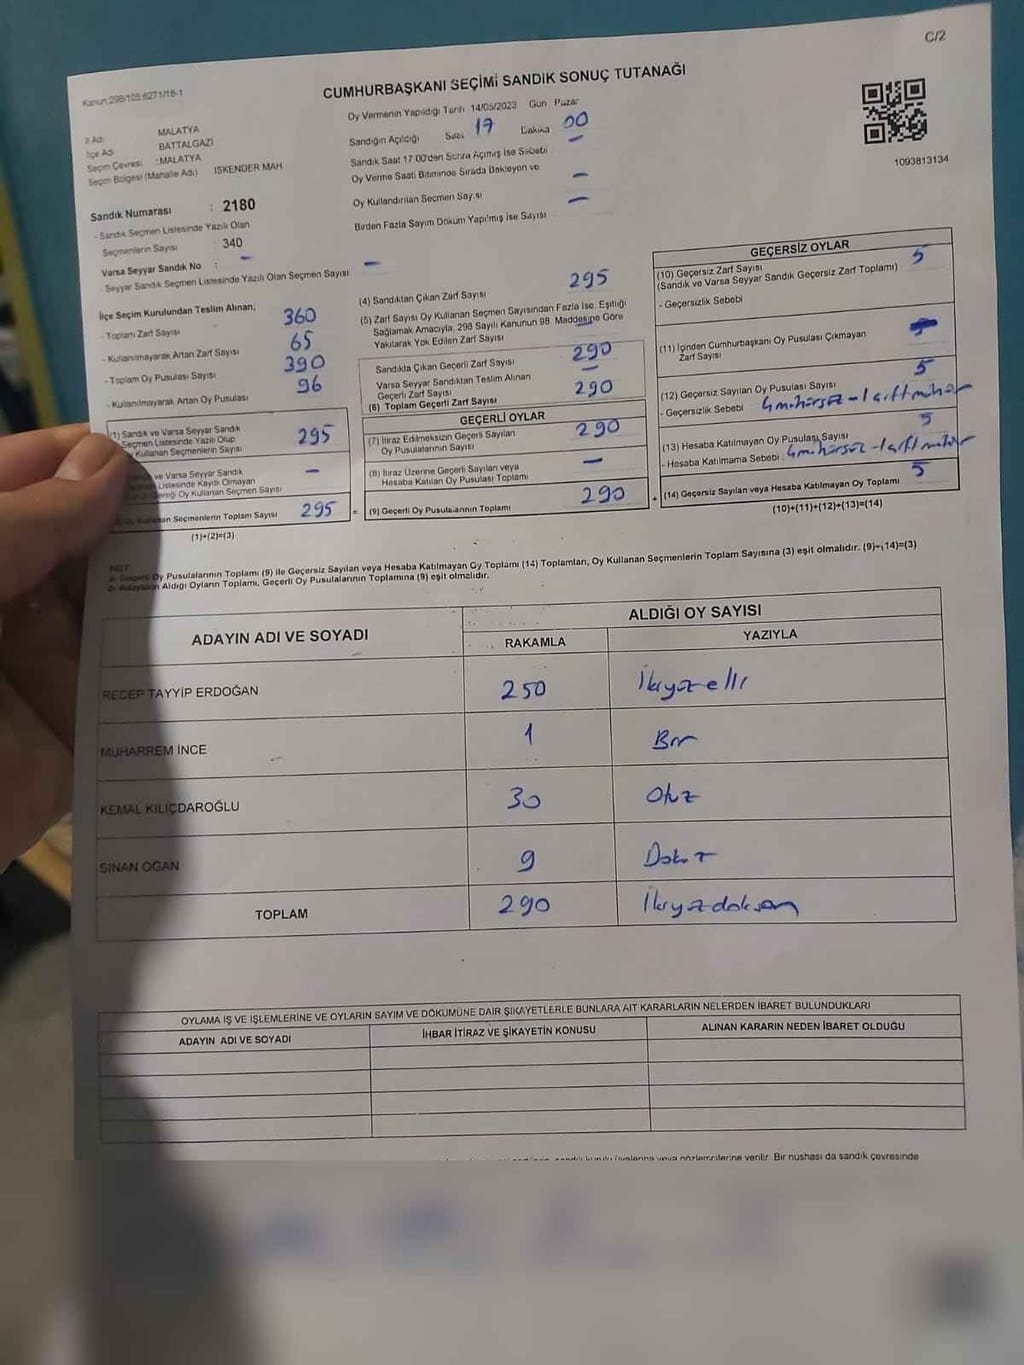 C/2
Kanun 298/105;6271/18-1
CUMHURBAŞKANI SEÇİMİ SANDIK SONUÇ TUTANAĞI
İl Adı MALATYA
İlçe Adı BATTALGAZİ
Seçim Çevresi : MALATYA
Seçim Bölgesi (Mahalle Adı) İSKENDER MAH
Sandık Numarası : 2180
- Sandık Seçmen Listesinde Yazılı Olan
Seçmenlerin Sayısı 340
Varsa Seyyar Sandık No : -
- Seyyar Sandık Seçmen Listesinde Yazılı Olan Seçmen Sayısı -
Oy Vermenin Yapıldığı Tarih 14/05/2023 Gün Pazar
Sandığın Açıldığı Saat 17 Dakika 00
Sandık Saat 17.00'den Sonra Açılmış İse Sebebi -
Oy Verme Saati Bitiminde Sırada Bekleyen ve
Oy Kullandırılan Seçmen Sayısı -
Birden Fazla Sayım Döküm Yapılmış İse Sayısı -
1093813134
İlçe Seçim Kurulundan Teslim Alınan;
- Toplam Zarf Sayısı 360
- Kullanılmayarak Artan Zarf Sayısı 65
- Toplam Oy Pusulası Sayısı 390
- Kullanılmayarak Artan Oy Pusulası 96
(1) Sandık ve Varsa Seyyar Sandık
Seçmen Listesinde Yazılı Olup
Oy Kullanan Seçmenlerin Sayısı 295
ve Varsa Seyyar Sandık
Listesinde Kayıtlı Olmayan
Gereği Oy Kullanan Seçmen Sayısı -
Kullanan Seçmenlerin Toplam Sayısı 295
(1)+(2)=(3)
(4) Sandıktan Çıkan Zarf Sayısı 295
(5) Zarf Sayısı Oy Kullanan Seçmen Sayısından Fazla İse, Eşitliği
Sağlamak Amacıyla, 298 Sayılı Kanunun 98. Maddesine Göre
Yakılarak Yok Edilen Zarf Sayısı -
Sandıkta Çıkan Geçerli Zarf Sayısı 290
Varsa Seyyar Sandıktan Teslim Alınan
Geçerli Zarf Sayısı -
(6) Toplam Geçerli Zarf Sayısı 290
GEÇERLİ OYLAR
(7) İtiraz Edilmeksizin Geçerli Sayılan
Oy Pusulalarının Sayısı 290
(8) İtiraz Üzerine Geçerli Sayılan veya
Hesaba Katılan Oy Pusulası Toplamı -
= (9) Geçerli Oy Pusulalarının Toplamı 290
GEÇERSİZ OYLAR
(10) Geçersiz Zarf Sayısı 5
(Sandık ve Varsa Seyyar Sandık Geçersiz Zarf Toplamı)
- Geçersizlik Sebebi
(11) İçinden Cumhurbaşkanı Oy Pusulası Çıkmayan
Zarf Sayısı
(12) Geçersiz Sayılan Oy Pusulası Sayısı 5
- Geçersizlik Sebebi 4 mühürsüz - 1 çift mühür
(13) Hesaba Katılmayan Oy Pusulası Sayısı 5
- Hesaba Katılmama Sebebi 4 mühürsüz - 1 çift mühür
+ (14) Geçersiz Sayılan veya Hesaba Katılmayan Oy Toplamı 5
(10)+(11)+(12)+(13)=(14)
NOT
a- Geçerli Oy Pusulalarının Toplamı (9) ile Geçersiz Sayılan veya Hesaba Katılmayan Oy Toplamı (14) Toplamları, Oy Kullanan Seçmenlerin Toplam Sayısına (3) eşit olmalıdır. (9)+(14)=(3)
b- Adayların Aldığı Oyların Toplamı, Geçerli Oy Pusulalarının Toplamına (9) eşit olmalıdır.
ADAYIN ADI VE SOYADI ALDIĞI OY SAYISI
RAKAMLA YAZIYLA
RECEP TAYYİP ERDOĞAN 250 İkiyüzelli
MUHARREM İNCE 1 Bir
KEMAL KILIÇDAROĞLU 30 Otuz
SİNAN OĞAN 9 Dokuz
TOPLAM 290 İkiyüzdoksan
OYLAMA İŞ VE İŞLEMLERİNE VE OYLARIN SAYIM VE DÖKÜMÜNE DAİR ŞİKAYETLERLE BUNLARA AİT KARARLARIN NELERDEN İBARET BULUNDUKLARI
ADAYIN ADI VE SOYADI İHBAR İTİRAZ VE ŞİKAYETİN KONUSU ALINAN KARARIN NEDEN İBARET OLDUĞU
sandık kurulu üyelerine veya gözlemcilerine verilir. Bir nüshası da sandık çevresinde